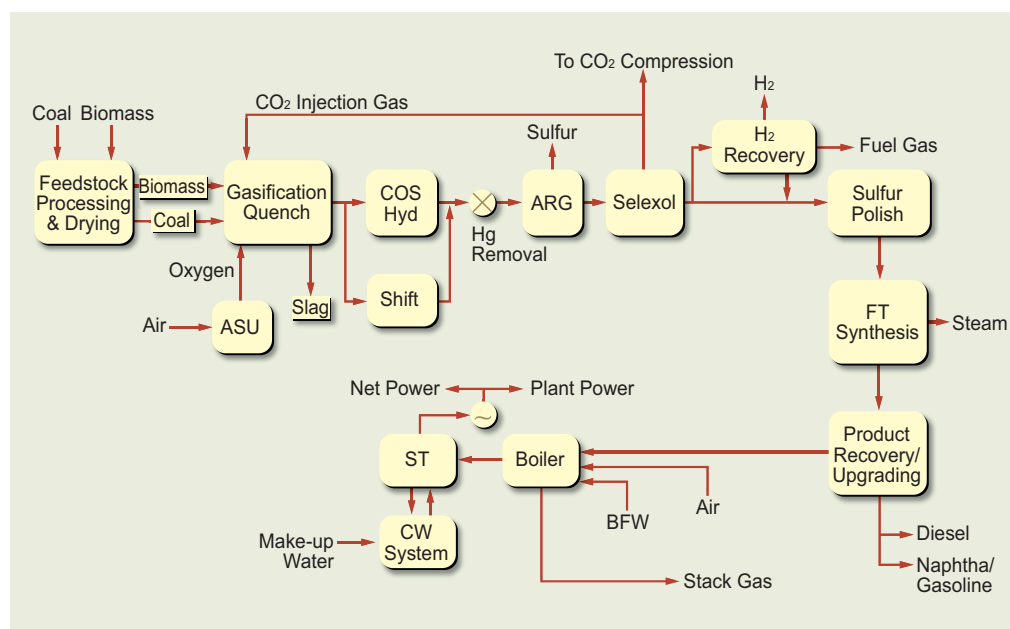 To CO2 Compression
CO2 Injection Gas
H2
Coal Biomass
Sulfur
H2
Recovery
Fuel Gas
Feedstock
Processing
& Drying
Biomass
Coal
Gasification
Quench
COS
Hyd
Hg
Removal
ARG
Selexol
Sulfur
Polish
Oxygen
Slag
Shift
Air
ASU
FT
Synthesis
Steam
Net Power
Plant Power
~
ST
Boiler
Product
Recovery/
Upgrading
BFW
Air
Make-up
Water
CW
System
Diesel
Naphtha/
Gasoline
Stack Gas